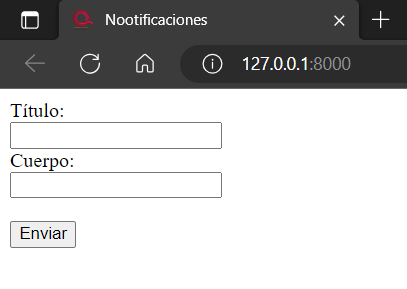 Nootificaciones
127.0.0.1:8000
Título:
Cuerpo:
Enviar